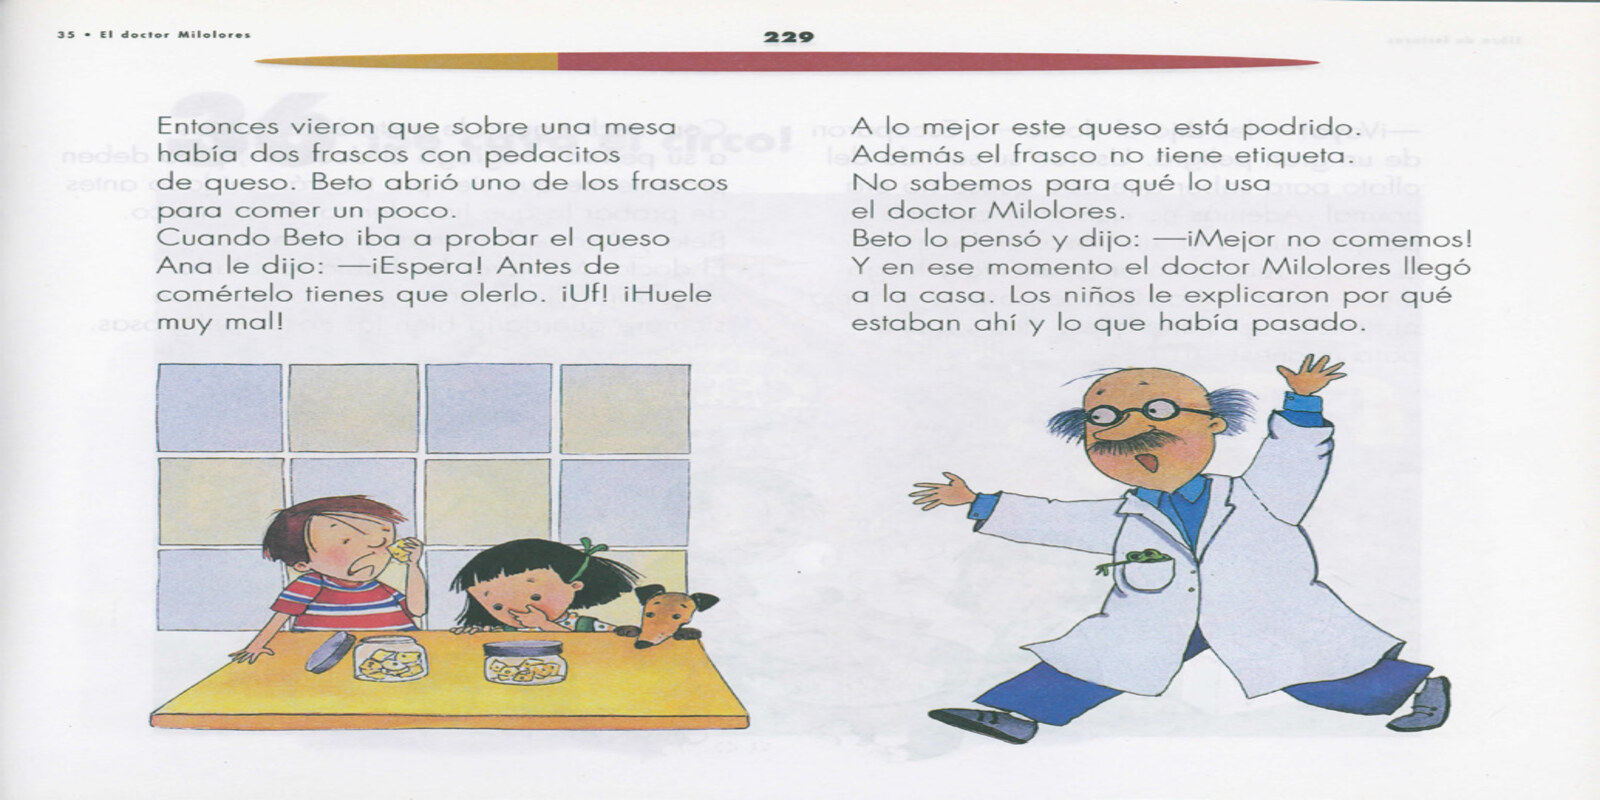 35 • El doctor Milolores
229
Entonces vieron que sobre una mesa
había dos frascos con pedacitos
de queso. Beto abrió uno de los frascos
para comer un poco.
Cuando Beto iba a probar el queso
Ana le dijo: —¡Espera! Antes de
comértelo tienes que olerlo. ¡Uf! ¡Huele
muy mal!
A lo mejor este queso está podrido.
Además el frasco no tiene etiqueta.
No sabemos para qué lo usa
el doctor Milolores.
Beto lo pensó y dijo: —¡Mejor no comemos!
Y en ese momento el doctor Milolores llegó
a la casa. Los niños le explicaron por qué
estaban ahí y lo que había pasado.